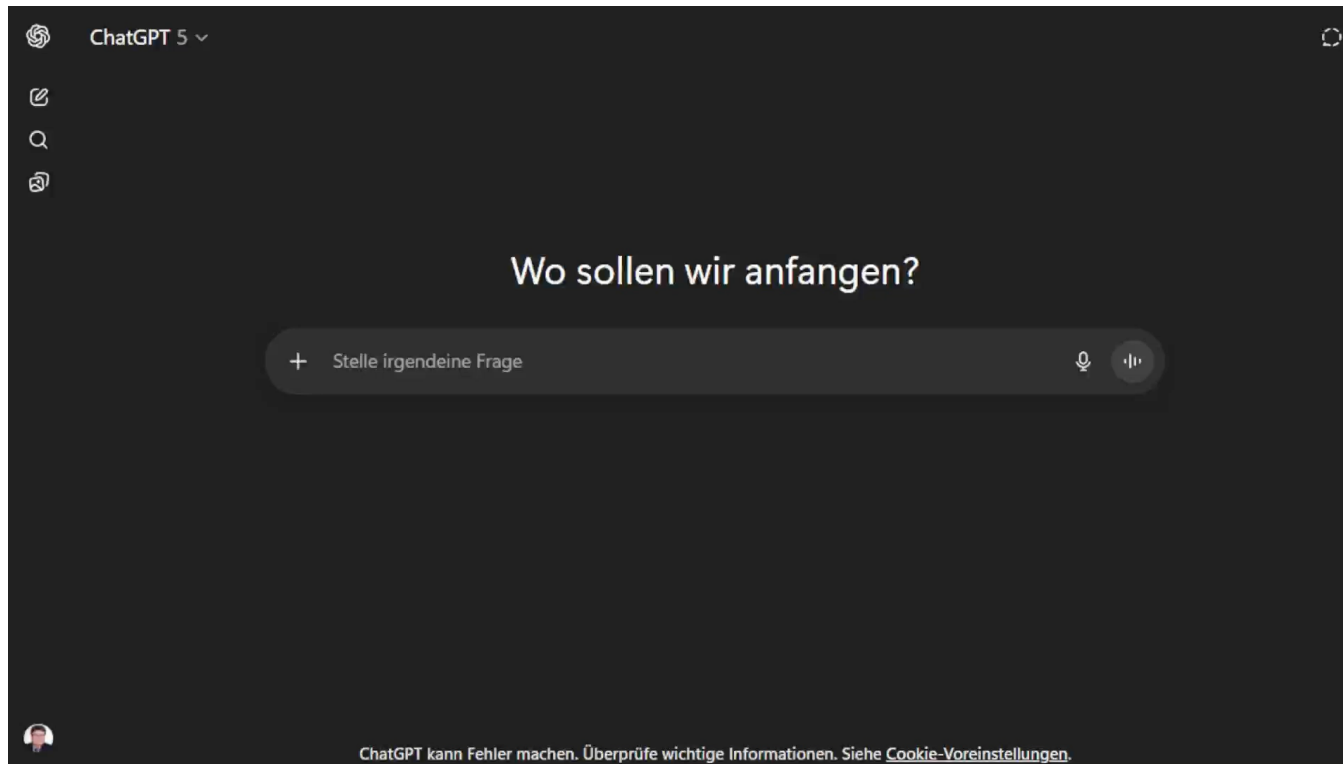 ChatGPT 5
Wo sollen wir anfangen?
Stelle irgendeine Frage
ChatGPT kann Fehler machen. Überprüfe wichtige Informationen. Siehe Cookie-Voreinstellungen.